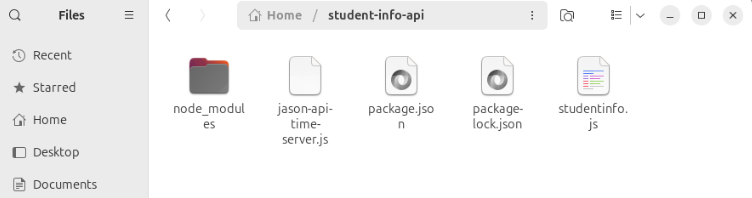 Files
Home / student-info-api
Recent
Starred
Home
Desktop
Documents
node_modul
es
jason-api-
time-
server.js
package.jso
n
package-
lock.json
studentinfo.
js